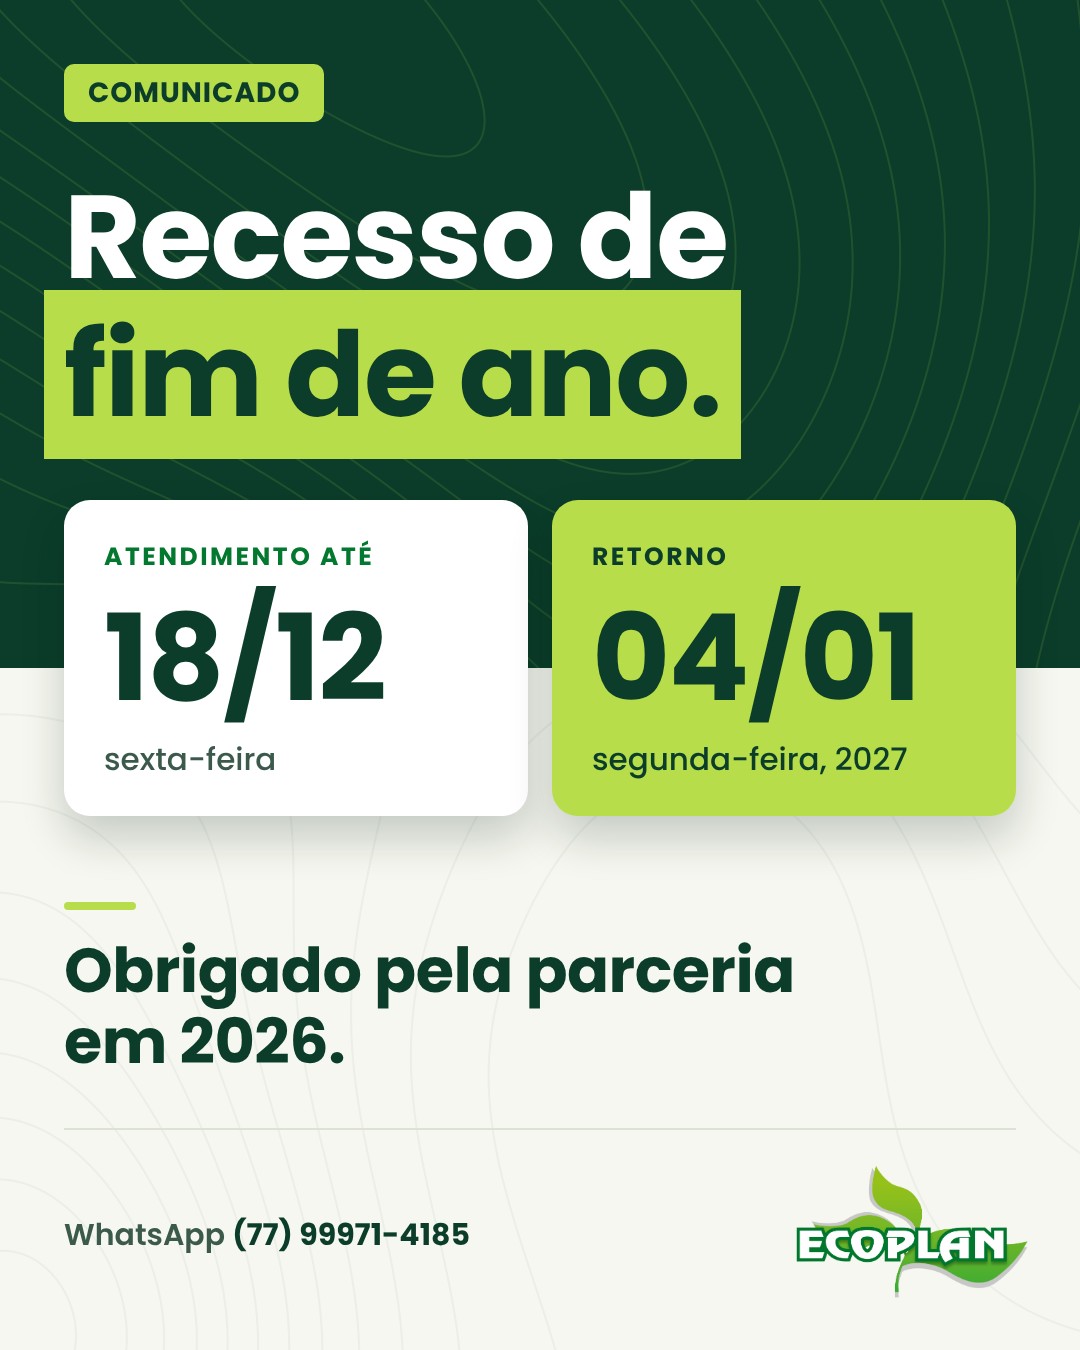 COMUNICADO
Recesso de
fim de ano.
ATENDIMENTO ATÉ
18/12
sexta-feira
RETORNO
04/01
segunda-feira, 2027
Obrigado pela parceria
em 2026.
WhatsApp (77) 99971-4185
ECOPLAN